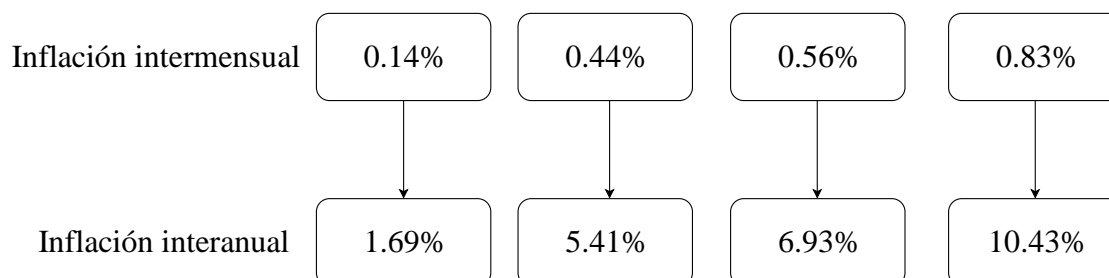 Inflación intermensual 0.14% 0.44% 0.56% 0.83%
Inflación interanual 1.69% 5.41% 6.93% 10.43%